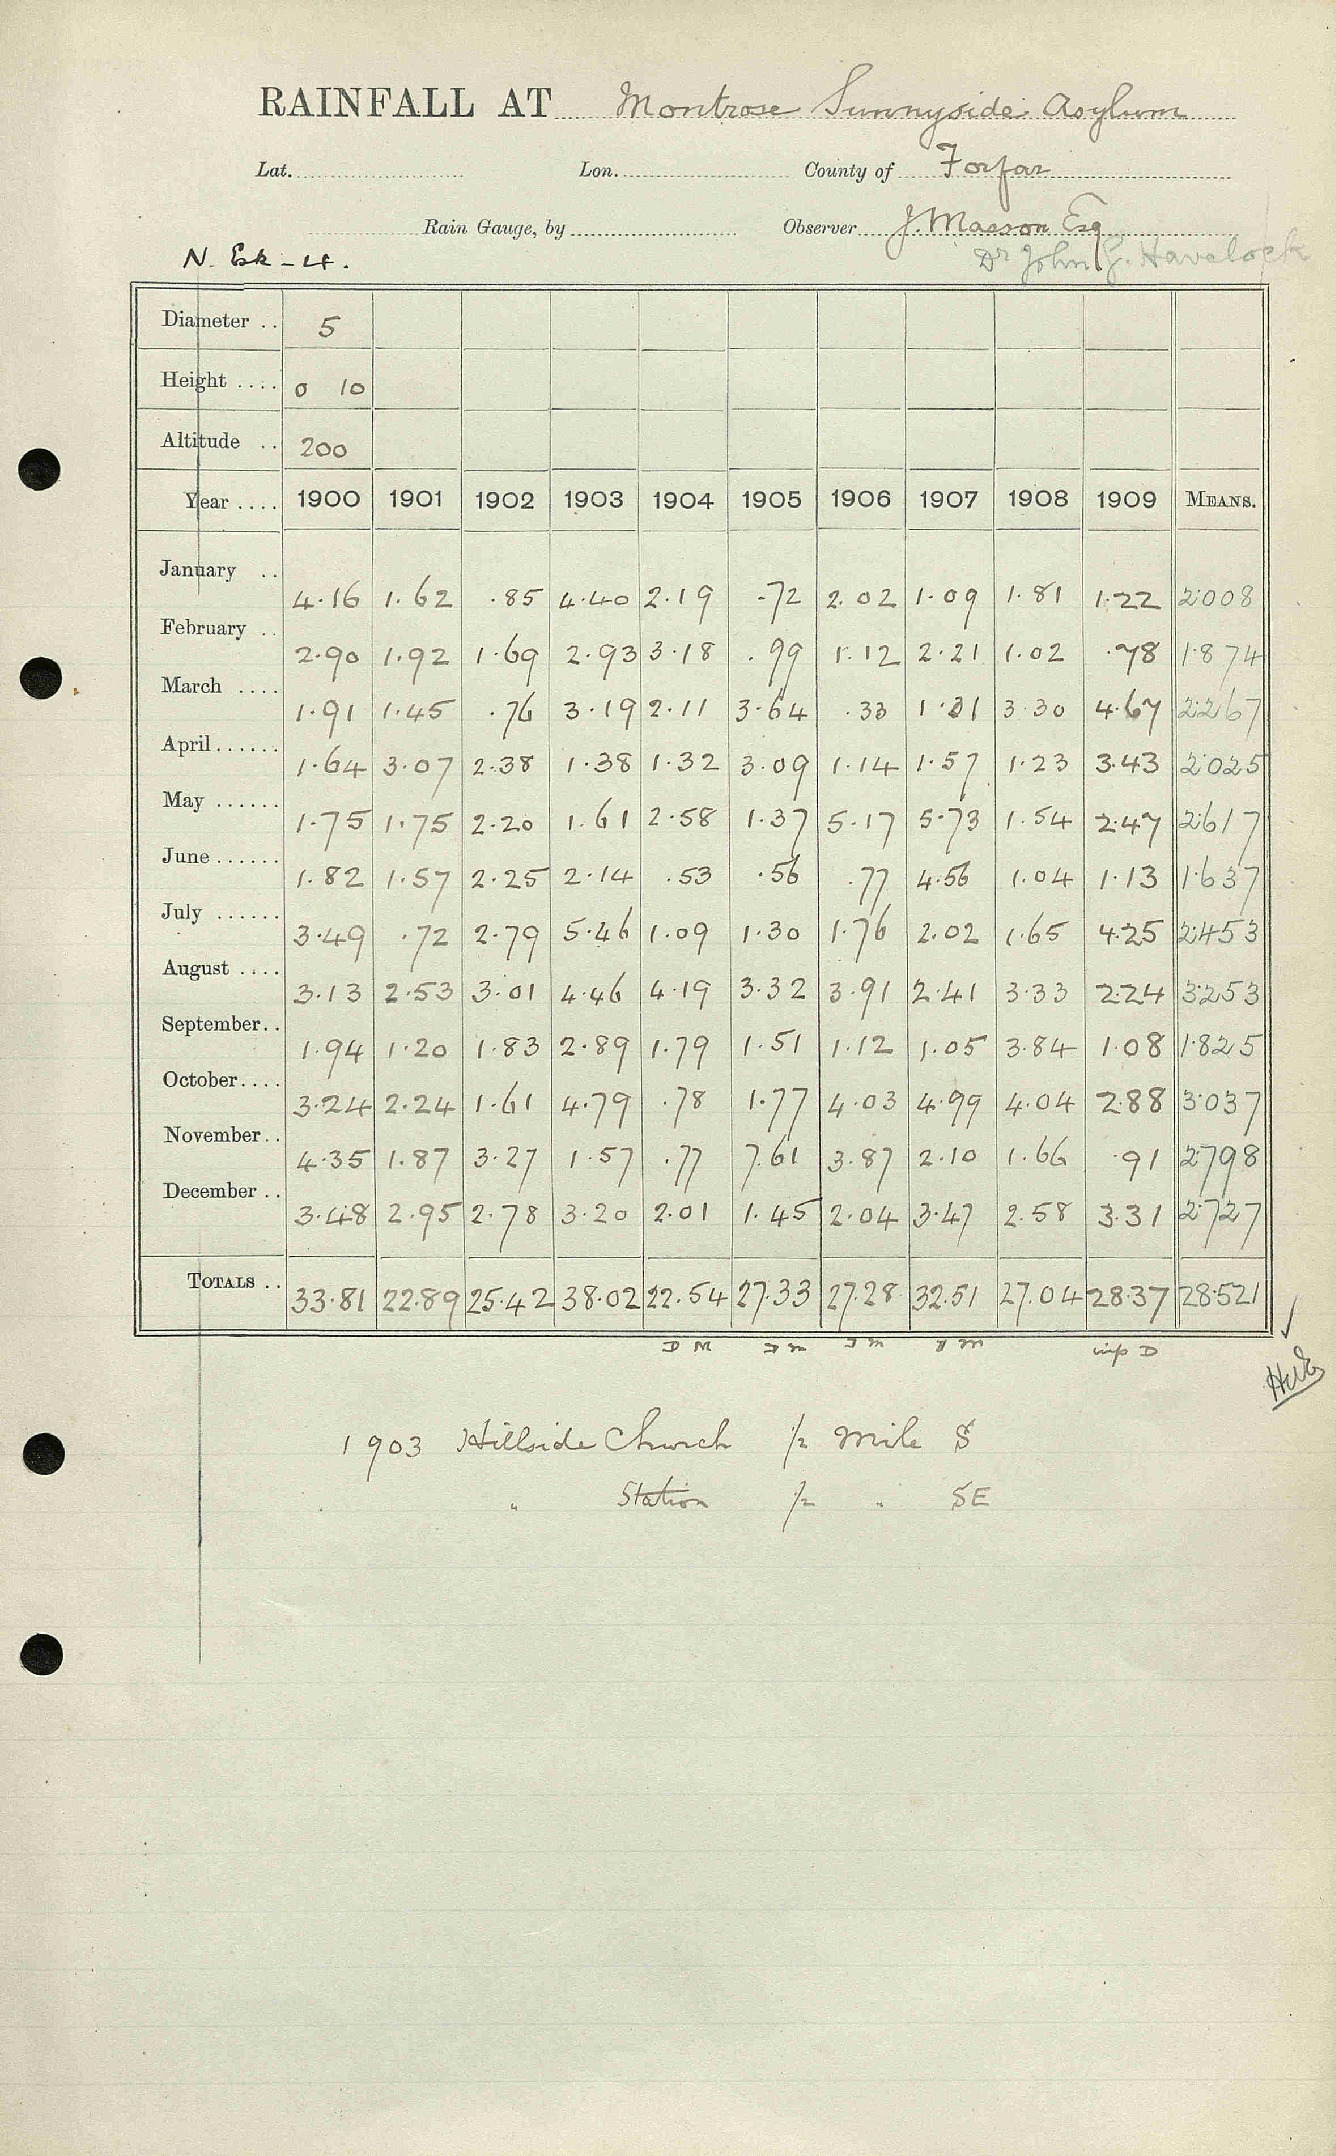 RAINFALL AT Montrose Sunnyside Asylum
Lat. Lon. County of Forfar
Rain Gauge, by Observer J. Masson Esq
Dr John G. Havelock
N. Esk - 4.
Diameter .. 5
Height .... 0 10
Altitude .. 200
Year .... 1900 1901 1902 1903 1904 1905 1906 1907 1908 1909 MEANS.
January .. 4.16 1.62 .85 4.40 2.19 .72 2.02 1.09 1.81 1.22 2.008
February .. 2.90 1.92 1.69 2.93 3.18 .99 1.12 2.21 1.02 .78 1.874
March .... 1.91 1.45 .76 3.19 2.11 3.64 .33 1.31 3.30 4.67 2.267
April...... 1.64 3.07 2.38 1.38 1.32 3.09 1.14 1.57 1.23 3.43 2.025
May ...... 1.75 1.75 2.20 1.61 2.58 1.37 5.17 5.73 1.54 2.47 2.617
June...... 1.82 1.57 2.25 2.14 .53 .56 .77 4.56 1.04 1.13 1.637
July ...... 3.49 .72 2.79 5.46 1.09 1.30 1.76 2.02 1.65 4.25 2.453
August .... 3.13 2.53 3.01 4.46 4.19 3.32 3.91 2.41 3.33 2.24 3.253
September.. 1.94 1.20 1.83 2.89 1.79 1.51 1.12 1.05 3.84 1.08 1.825
October.... 3.24 2.24 1.61 4.79 .78 1.77 4.03 4.99 4.04 2.88 3.037
November.. 4.35 1.87 3.27 1.57 .77 7.61 3.87 2.10 1.66 .91 2.798
December .. 3.48 2.95 2.78 3.20 2.01 1.45 2.04 3.47 2.58 3.31 2.727
TOTALS .. 33.81 22.89 25.42 38.02 22.54 27.33 27.28 32.51 27.04 28.37 28.521
D M J M J M J M imp D
1903 Hillside Church 1/2 mile S
" Station 1/2 " SE